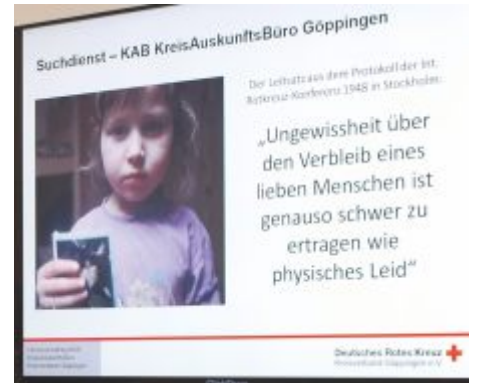 Suchdienst – KAB KreisAuskunftsBüro Göppingen
Der Leitsatz aus dem Protokoll der Int.
Rotkreuz-Konferenz 1948 in Stockholm:
„Ungewissheit über
den Verbleib eines
lieben Menschen ist
genauso schwer zu
ertragen wie
physisches Leid“
Deutsches Rotes Kreuz
Kreisverband Göppingen e.V.